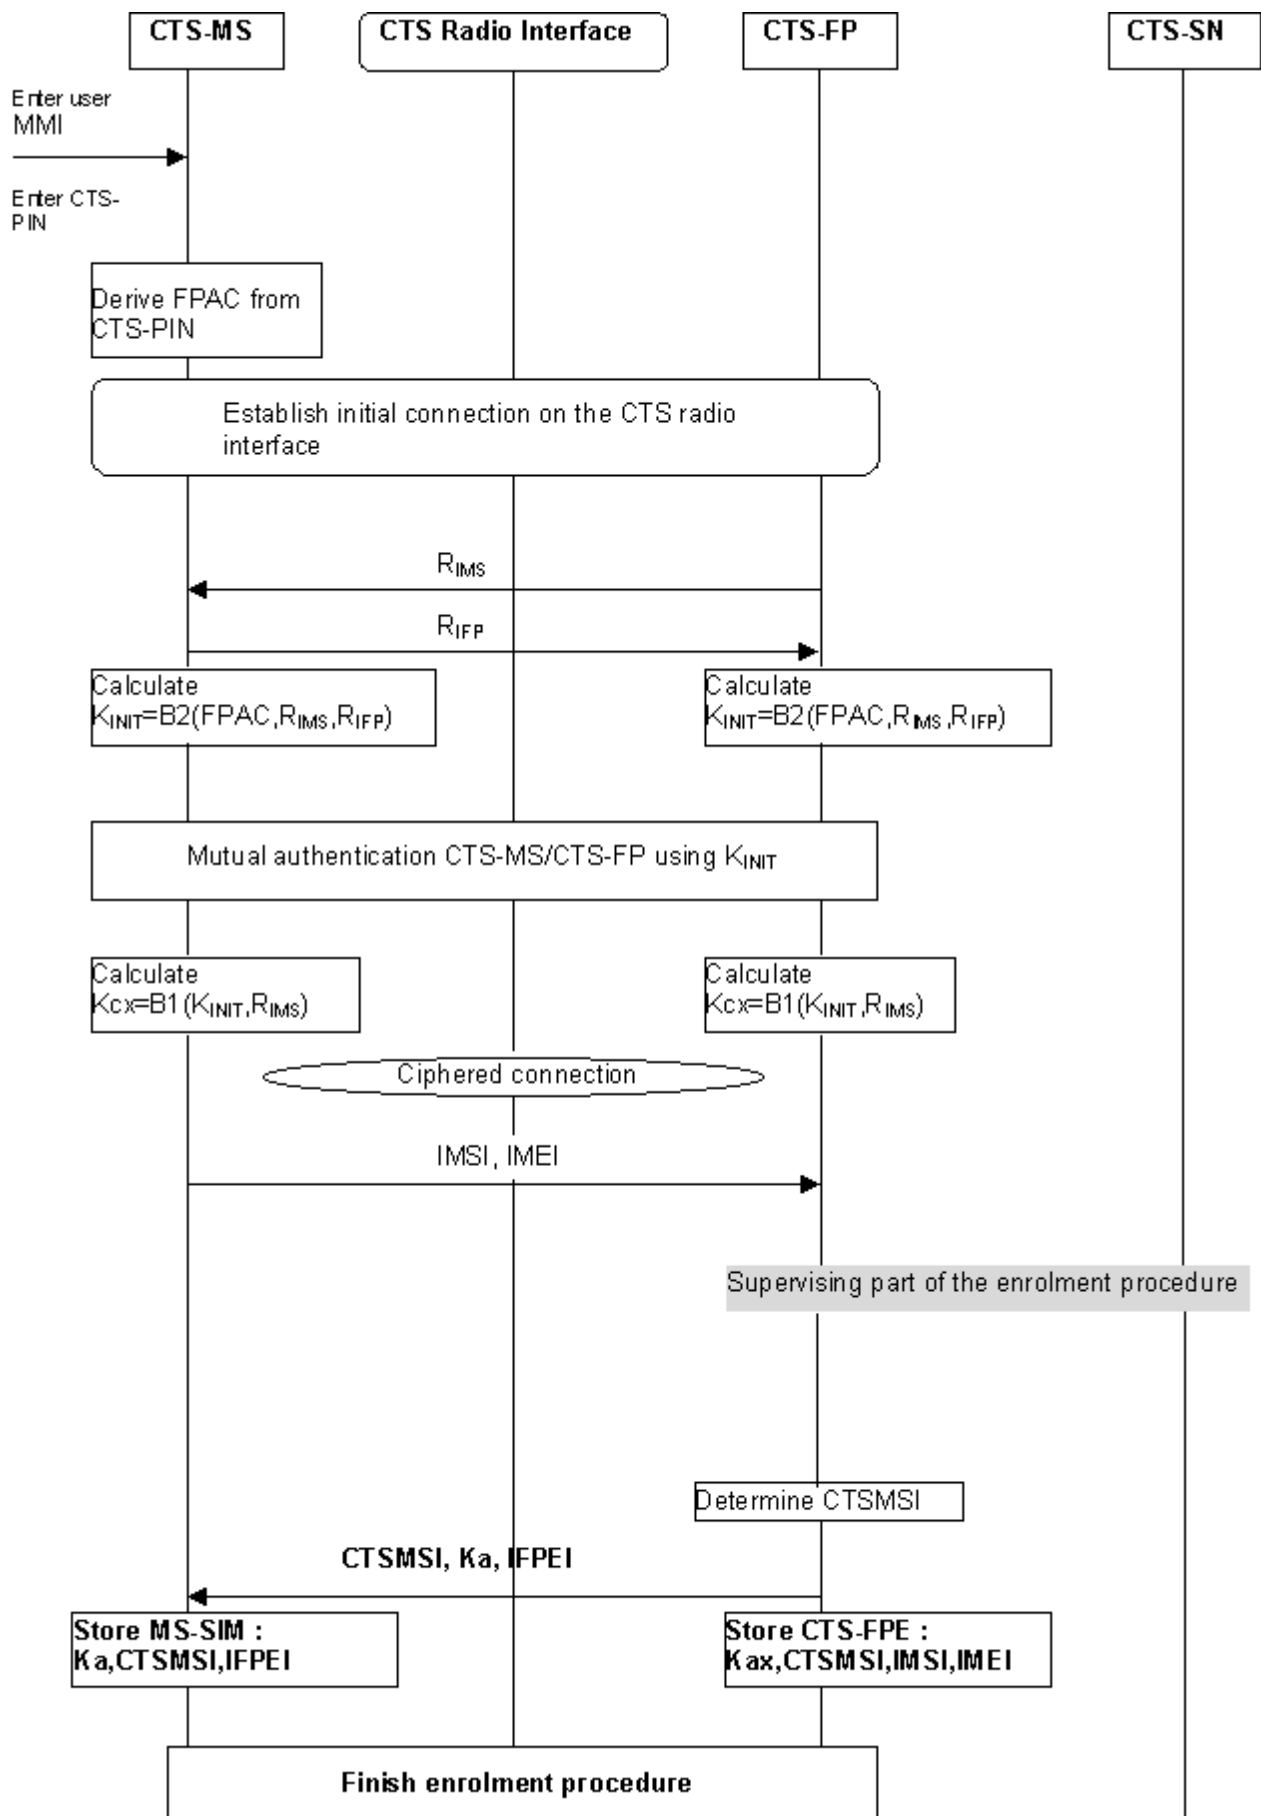 CTS-MS
CTS Radio Interface
CTS-FP
CTS-SN
Enter user
MMI
Enter CTS-
PIN
Derive FPAC from
CTS-PIN
Establish initial connection on the CTS radio
interface
RIMS
RIFP
Calculate
KINIT=B2(FPAC,RIMS,RIFP)
Calculate
KINIT=B2(FPAC,RIMS,RIFP)
Mutual authentication CTS-MS/CTS-FP using KINIT
Calculate
Kcx=B1(KINIT,RIMS)
Calculate
Kcx=B1(KINIT,RIMS)
Ciphered connection
IMSI, IMEI
Supervising part of the enrolment procedure
Determine CTSMSI
CTSMSI, Ka, IFPEI
Store MS-SIM :
Ka,CTSMSI,IFPEI
Store CTS-FPE :
Kax,CTSMSI,IMSI,IMEI
Finish enrolment procedure